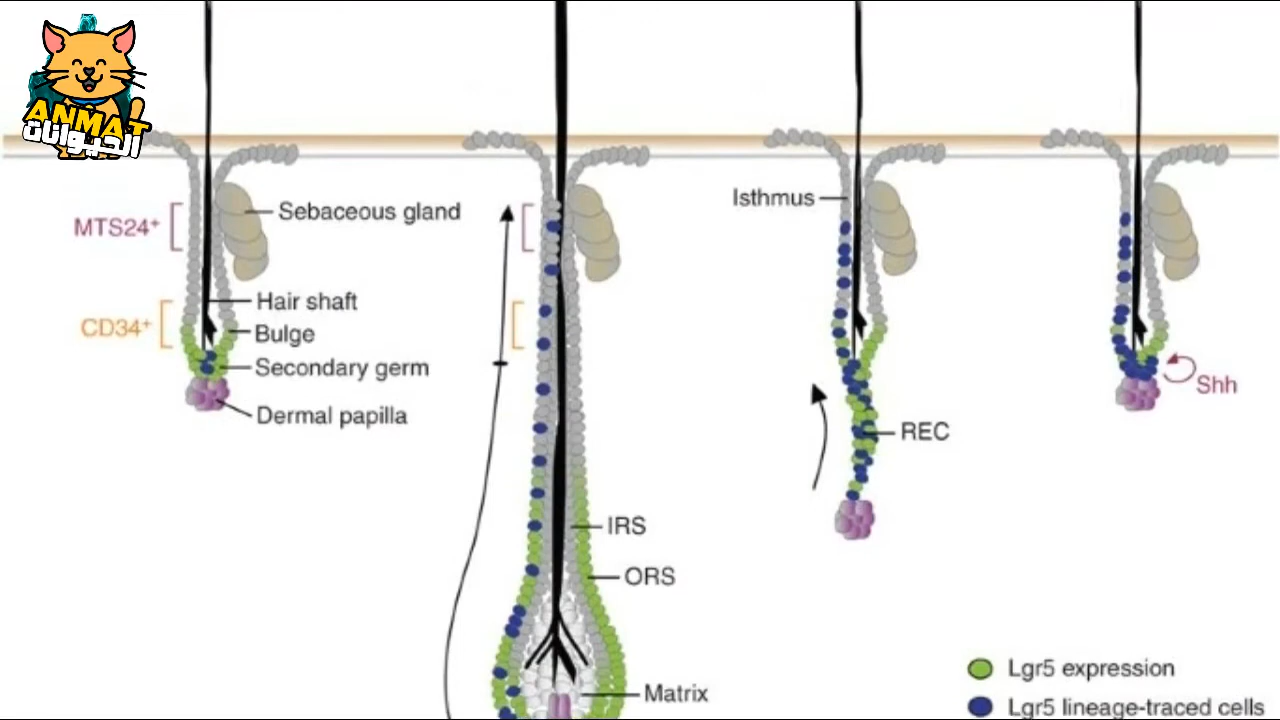 ANMAT
الحيوانات
Isthmus
MTS24⁺
Sebaceous gland
Hair shaft
CD34⁺
Bulge
Secondary germ
Shh
Dermal papilla
REC
IRS
ORS
Lgr5 expression
Matrix
Lgr5 lineage-traced cells